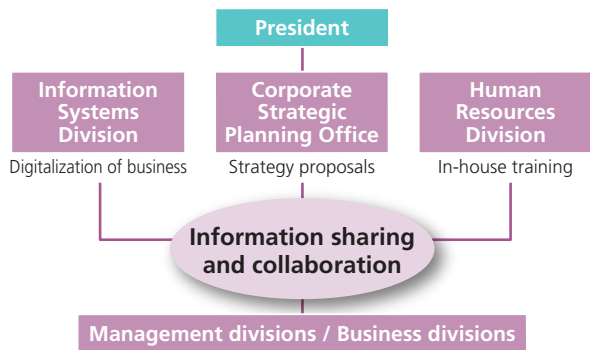 President
Information
Systems
Division
Corporate
Strategic
Planning Office
Human
Resources
Division
Digitalization of business
Strategy proposals
In-house training
Information sharing
and collaboration
Management divisions / Business divisions